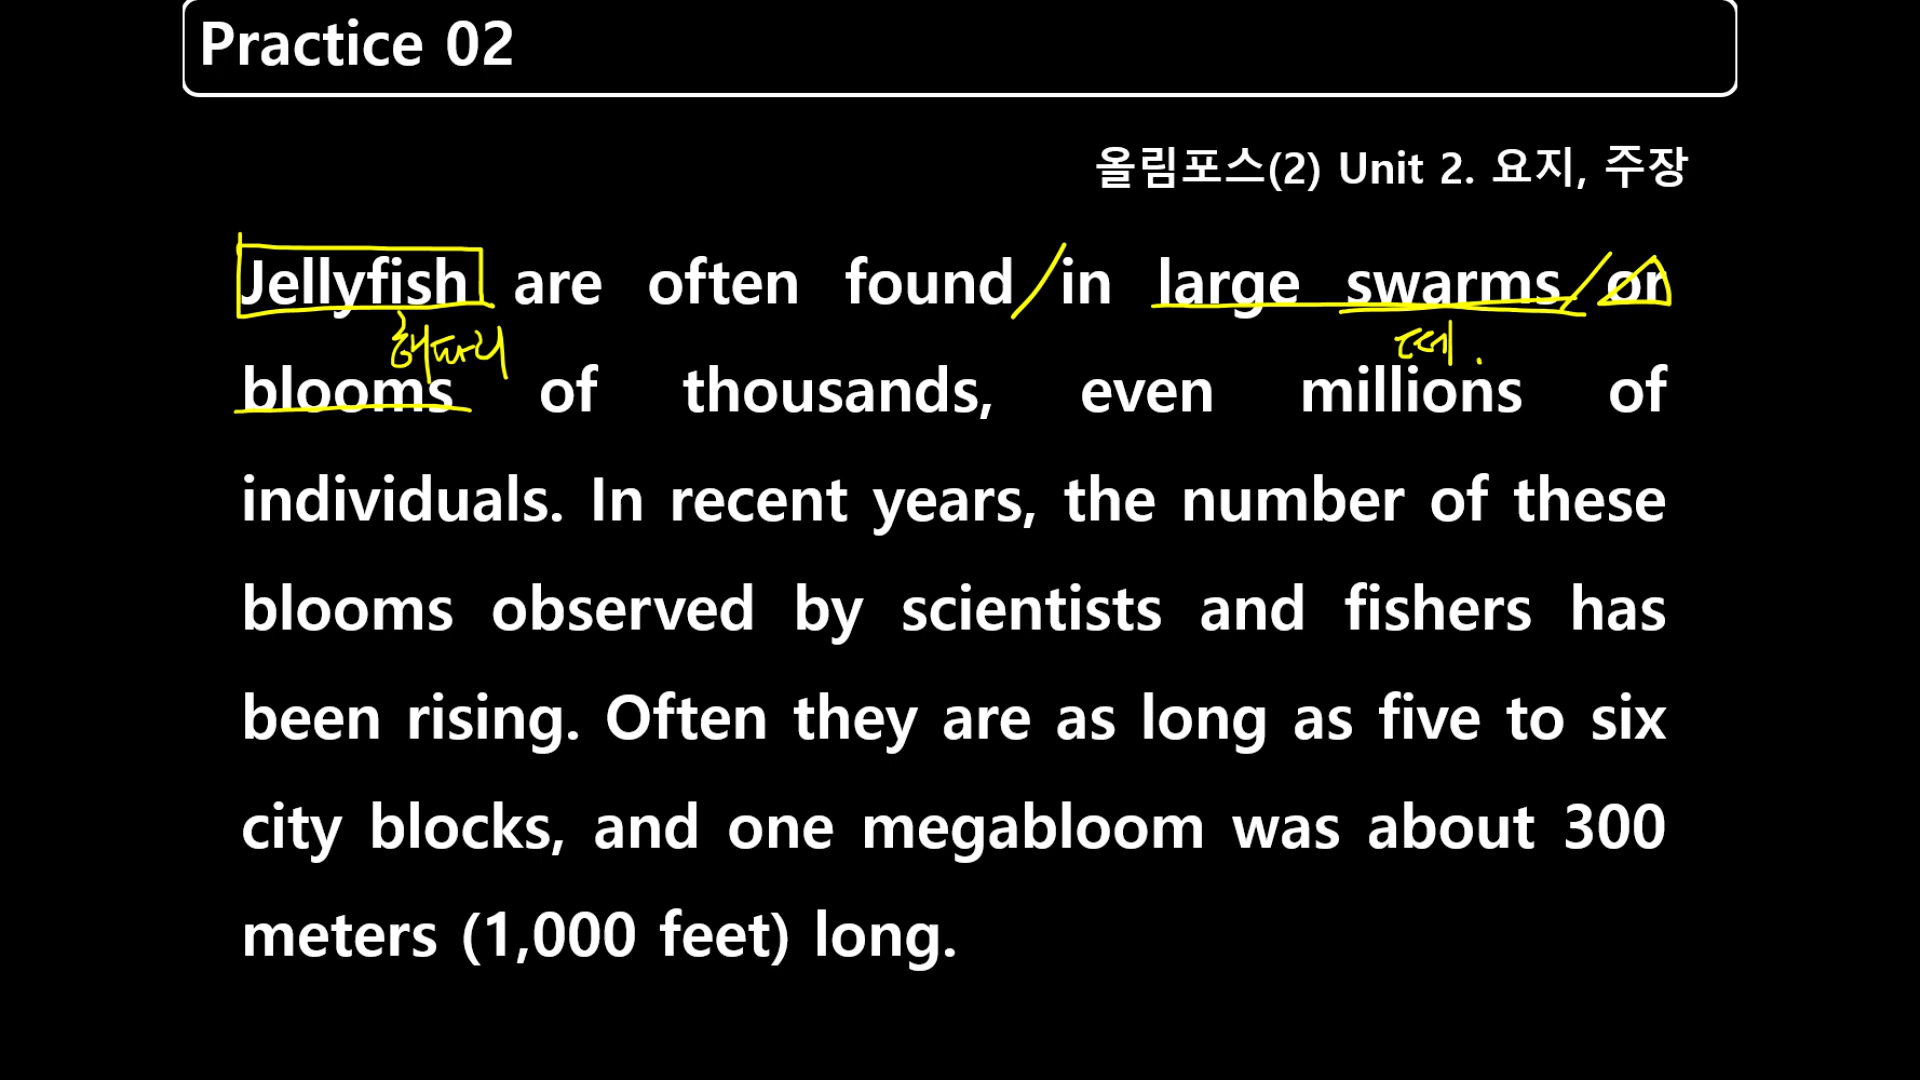 Practice 02
올림포스(2) Unit 2. 요지, 주장
Jellyfish are often found in large swarms or
해파리 떼
blooms of thousands, even millions of
individuals. In recent years, the number of these
blooms observed by scientists and fishers has
been rising. Often they are as long as five to six
city blocks, and one megabloom was about 300
meters (1,000 feet) long.